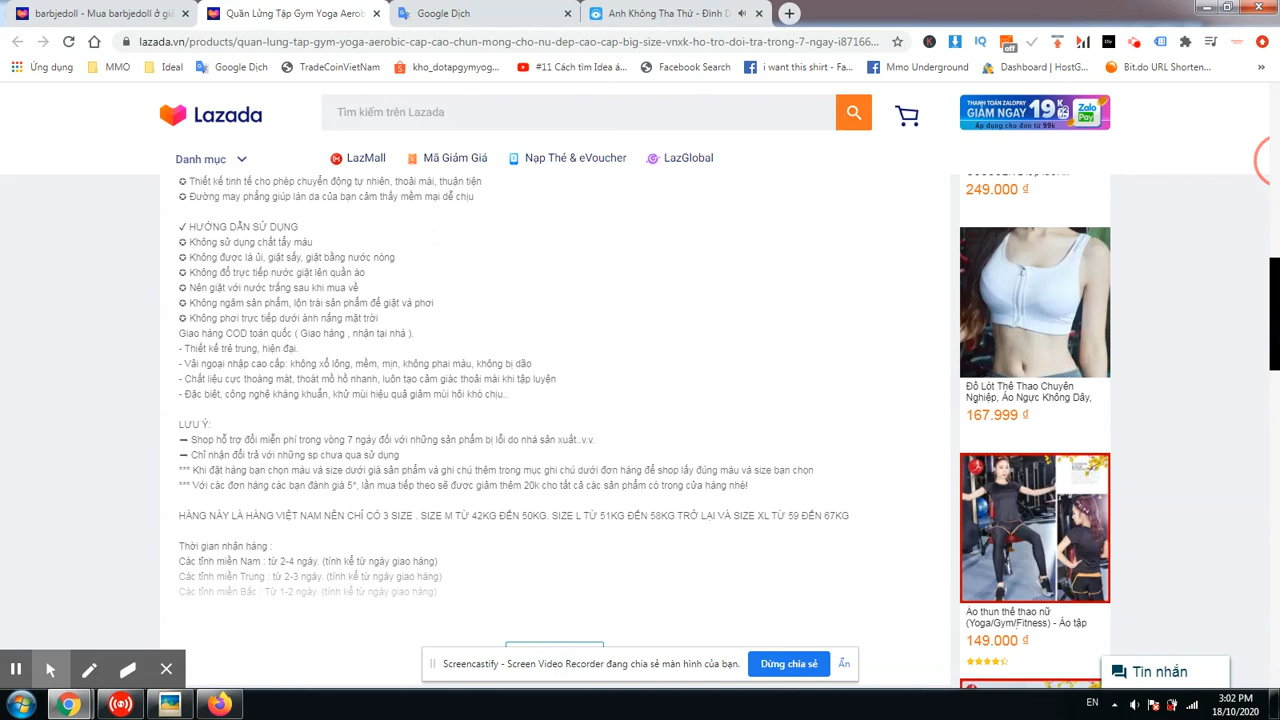 barbjedoll - Mua barbjedoll ở giá
Quần Lửng Tập Gym Yoga Aerob
Google Dịch
Anh Không Tha Thứ - Đình D
lazada.vn/products/quan-lung-tap-gym-yoga-aerobic-cap-cao-chun-mong-cho-nu-dep-cao-cap-big-size-vnxk-ho-tro-doi-tra-trong-7-ngay-i87166...
off
Ứng dụng
MMO
Ideal
Google Dịch
TradeCoinVietNam
kho_dotapgymyog...
#11 Cách tìm Idea á...
Facebook Search
i want this shirt - Fa...
Mmo Underground
Dashboard | HostG...
Bit.do URL Shorten...
Lazada
Tìm kiếm trên Lazada
THANH TOÁN ZALOPAY
GIẢM NGAY 19K
Áp dụng cho đơn từ 99k
Zalo Pay
Danh mục
LazMall
Mã Giảm Giá
Nạp Thẻ & eVoucher
LazGlobal
✪ Thiết kế tinh tế cho phép chuyển động tự nhiên, thoải mái, thuận tiện
✪ Đường may phẳng giúp làn da của bạn cảm thấy mềm mại dễ chịu
✓ HƯỚNG DẪN SỬ DỤNG
✪ Không sử dụng chất tẩy màu
✪ Không được là ủi, giặt sấy, giặt bằng nước nóng
✪ Không đổ trực tiếp nước giặt lên quần áo
✪ Nên giặt với nước trắng sau khi mua về
✪ Không ngâm sản phẩm, lộn trái sản phẩm để giặt và phơi
✪ Không phơi trực tiếp dưới ánh nắng mặt trời
Giao hàng COD toàn quốc ( Giao hàng , nhận tại nhà ).
- Thiết kế trẻ trung, hiện đại.
- Vải ngoại nhập cao cấp: không xổ lông, mềm, mịn, không phai màu, không bị dão
- Chất liệu cực thoáng mát, thoát mồ hồ nhanh, luôn tạo cảm giác thoải mái khi tập luyện
- Đặc biệt, công nghệ kháng khuẩn, khử mùi hiệu quả giảm mùi hôi khó chịu..
LƯU Ý:
➖ Shop hỗ trợ đổi miễn phí trong vòng 7 ngày đối với những sản phẩm bị lỗi do nhà sản xuất..v.v.
➖ Chỉ nhận đổi trả với những sp chưa qua sử dụng
*** Khi đặt hàng bạn chọn màu và size dưới giá sản phẩm và ghi chú thêm trong mục ghi chú dưới đơn hàng để shop lấy đúng màu và size bạn chọn
*** Với các đơn hàng các bạn đánh giá 5*, lần mua tiếp theo sẽ được giảm thêm 20k cho tất cả các sản phẩm có trong cửa hàng nhé!
HÀNG NÀY LÀ HÀNG VIỆT NAM NÊN CHỈ CÓ 3 SIZE . SIZE M TỪ 42KG ĐẾN 50KG. SIZE L TỪ 51KG ĐẾN 58KG TRỞ LẠI VÀ SIZE XL TỪ 59 ĐẾN 67KG
Thời gian nhận hàng :
Các tỉnh miền Nam : từ 2-4 ngày. (tính kể từ ngày giao hàng)
Các tỉnh miền Trung : từ 2-3 ngày. (tính kể từ ngày giao hàng)
Các tỉnh miền Bắc : Từ 1-2 ngày. (tính kể từ ngày giao hàng)
249.000 ₫
Đồ Lót Thể Thao Chuyên
Nghiệp, Áo Ngực Không Dây,
167.999 ₫
Áo thun thể thao nữ
(Yoga/Gym/Fitness) - Áo tập
149.000 ₫
Screencastify - Screen Video Recorder đang chia sẻ màn hình của bạn.
Dừng chia sẻ
Ẩn
Tin nhắn
EN
3:02 PM
18/10/2020